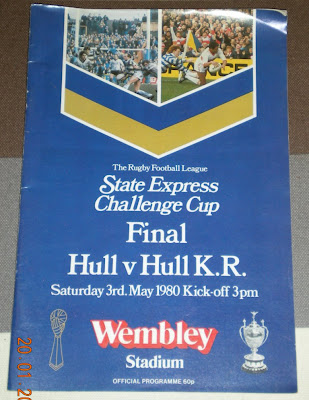 The Rugby Football League
State Express
Challenge Cup
Final
Hull v Hull K.R.
Saturday 3rd. May 1980 Kick-off 3pm
Wembley
Stadium
OFFICIAL PROGRAMME 60p